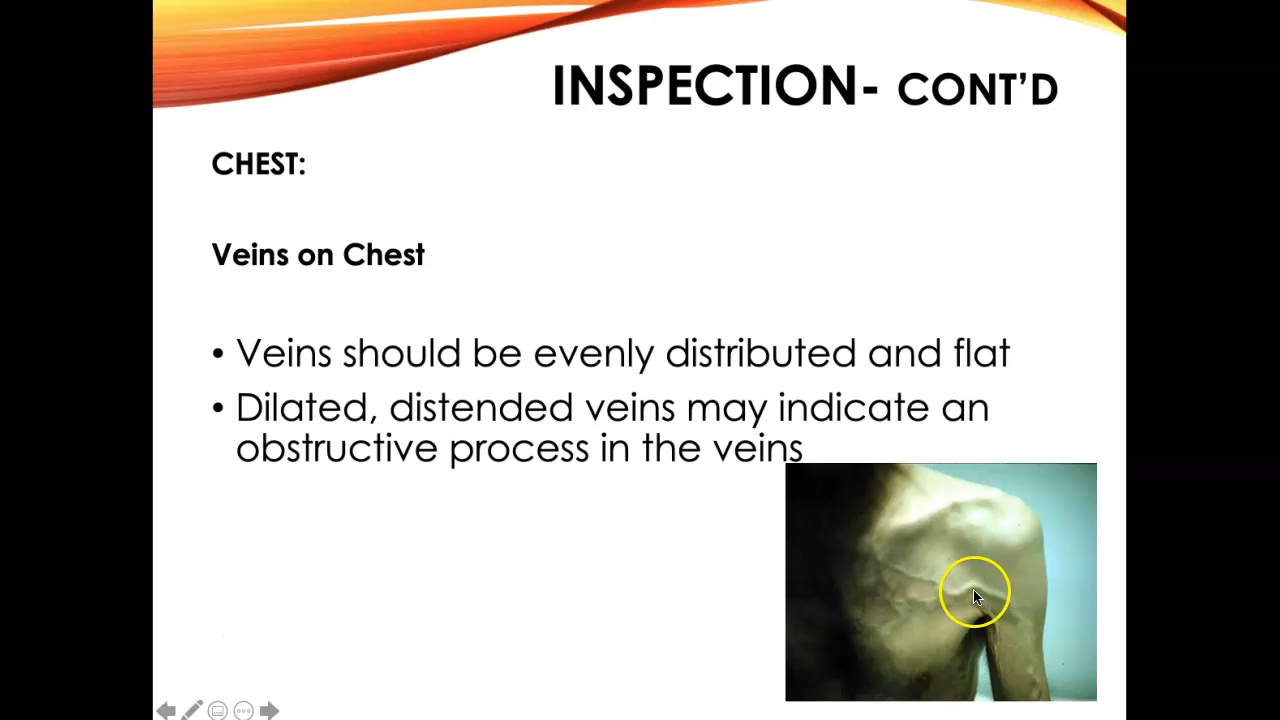 INSPECTION- CONT’D
CHEST:
Veins on Chest
• Veins should be evenly distributed and flat
• Dilated, distended veins may indicate an
obstructive process in the veins